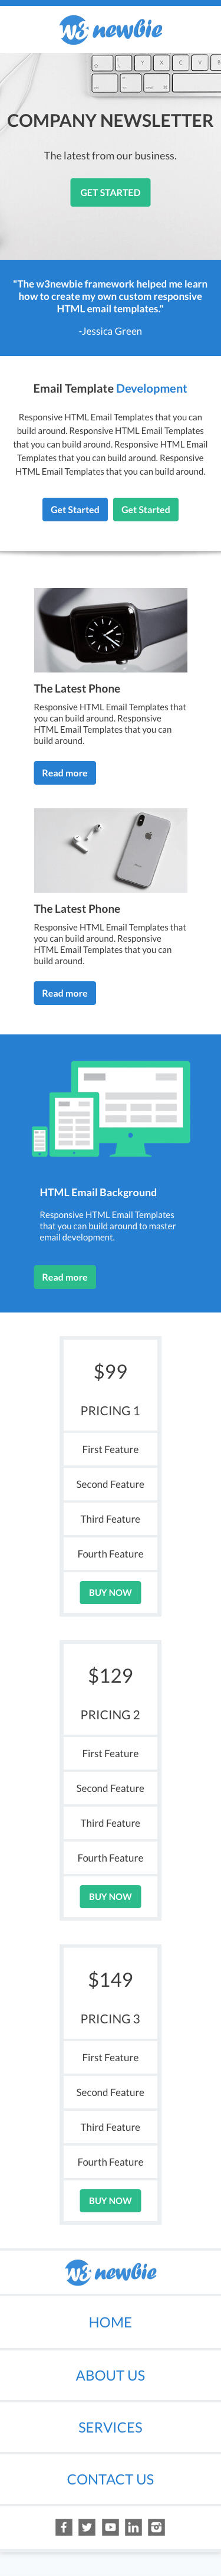 W3 newbie
COMPANY NEWSLETTER
The latest from our business.
GET STARTED
"The w3newbie framework helped me learn
how to create my own custom responsive
HTML email templates."
-Jessica Green
Email Template Development
Responsive HTML Email Templates that you can
build around. Responsive HTML Email Templates
that you can build around. Responsive HTML Email
Templates that you can build around. Responsive
HTML Email Templates that you can build around.
Get Started Get Started
The Latest Phone
Responsive HTML Email Templates that
you can build around. Responsive
HTML Email Templates that you can
build around.
Read more
The Latest Phone
Responsive HTML Email Templates that
you can build around. Responsive
HTML Email Templates that you can
build around.
Read more
HTML Email Background
Responsive HTML Email Templates
that you can build around to master
email development.
Read more
$99
PRICING 1
First Feature
Second Feature
Third Feature
Fourth Feature
BUY NOW
$129
PRICING 2
First Feature
Second Feature
Third Feature
Fourth Feature
BUY NOW
$149
PRICING 3
First Feature
Second Feature
Third Feature
Fourth Feature
BUY NOW
W3 newbie
HOME
ABOUT US
SERVICES
CONTACT US